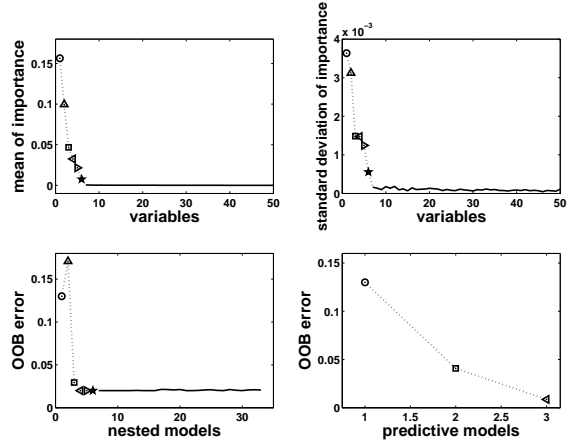 mean of importance
0.15
0.1
0.05
0
0 10 20 30 40 50
variables
standard deviation of importance
x 10⁻³
4
3
2
1
0
0 10 20 30 40 50
variables
OOB error
0.15
0.1
0.05
0
0 10 20 30
nested models
OOB error
0.15
0.1
0.05
0
1 1.5 2 2.5 3
predictive models